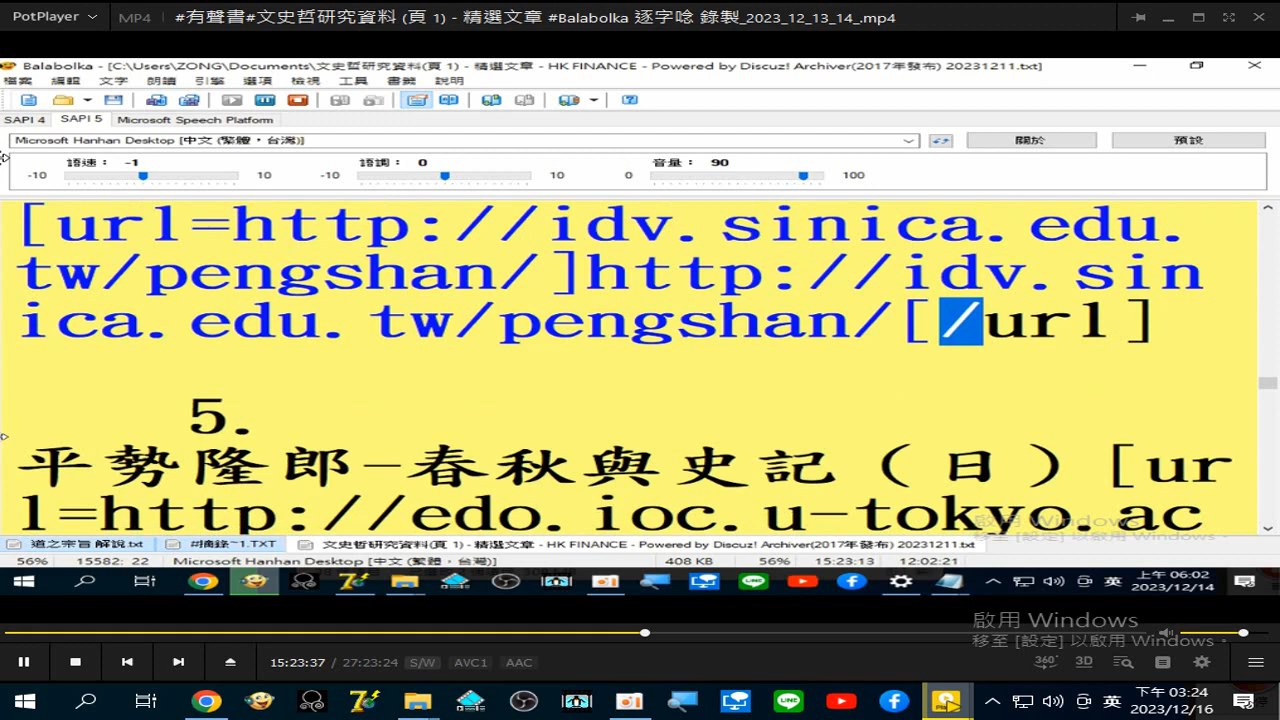 PotPlayer MP4 #有聲書#文史哲研究資料 (頁 1) - 精選文章 #Balabolka 逐字唸 錄製_2023_12_13_14_.mp4
Balabolka - [C:\Users\ZONG\Documents\文史哲研究資料(頁 1) - 精選文章 - HK FINANCE - Powered by Discuz! Archiver(2017年發布) 20231211.txt]
檔案 編輯 文字 朗讀 引擎 選項 檢視 工具 書籤 說明
SAPI 4 SAPI 5 Microsoft Speech Platform
Microsoft Hanhan Desktop [中文 (繁體，台灣)] 關於 預設
語速： -1 語調： 0 音量： 90
-10 10 -10 10 0 100
[url=http://idv.sinica.edu.
tw/pengshan/]http://idv.sin
ica.edu.tw/pengshan/[/url]
5.
平勢隆郎-春秋與史記（日）[ur
l=http://edo.ioc.u-tokyo.ac
啟用 Windows
移至 [設定] 以啟用 Windows。
道之宗旨 解說.txt #摘錄~1.TXT 文史哲研究資料(頁 1) - 精選文章 - HK FINANCE - Powered by Discuz! Archiver(2017年發布) 20231211.txt
56% 15582: 22 Microsoft Hanhan Desktop [中文 (繁體，台灣)] 408 KB 56% 15:23:13 12:02:21
英 上午 06:02
2023/12/14
啟用 Windows
移至 [設定] 以啟用 Windows。
15:23:37 / 27:23:24 S/W AVC1 AAC 360° 3D
英 下午 03:24
2023/12/16